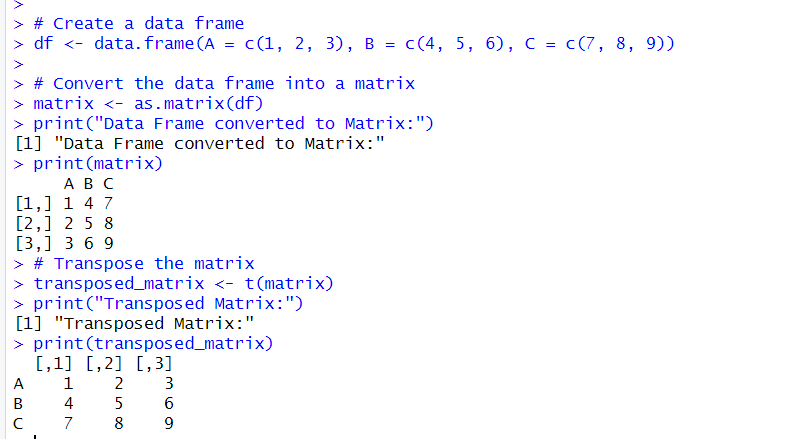 >
> # Create a data frame
> df <- data.frame(A = c(1, 2, 3), B = c(4, 5, 6), C = c(7, 8, 9))
>
> # Convert the data frame into a matrix
> matrix <- as.matrix(df)
> print("Data Frame converted to Matrix:")
[1] "Data Frame converted to Matrix:"
> print(matrix)
     A B C
[1,] 1 4 7
[2,] 2 5 8
[3,] 3 6 9
> # Transpose the matrix
> transposed_matrix <- t(matrix)
> print("Transposed Matrix:")
[1] "Transposed Matrix:"
> print(transposed_matrix)
  [,1] [,2] [,3]
A    1    2    3
B    4    5    6
C    7    8    9